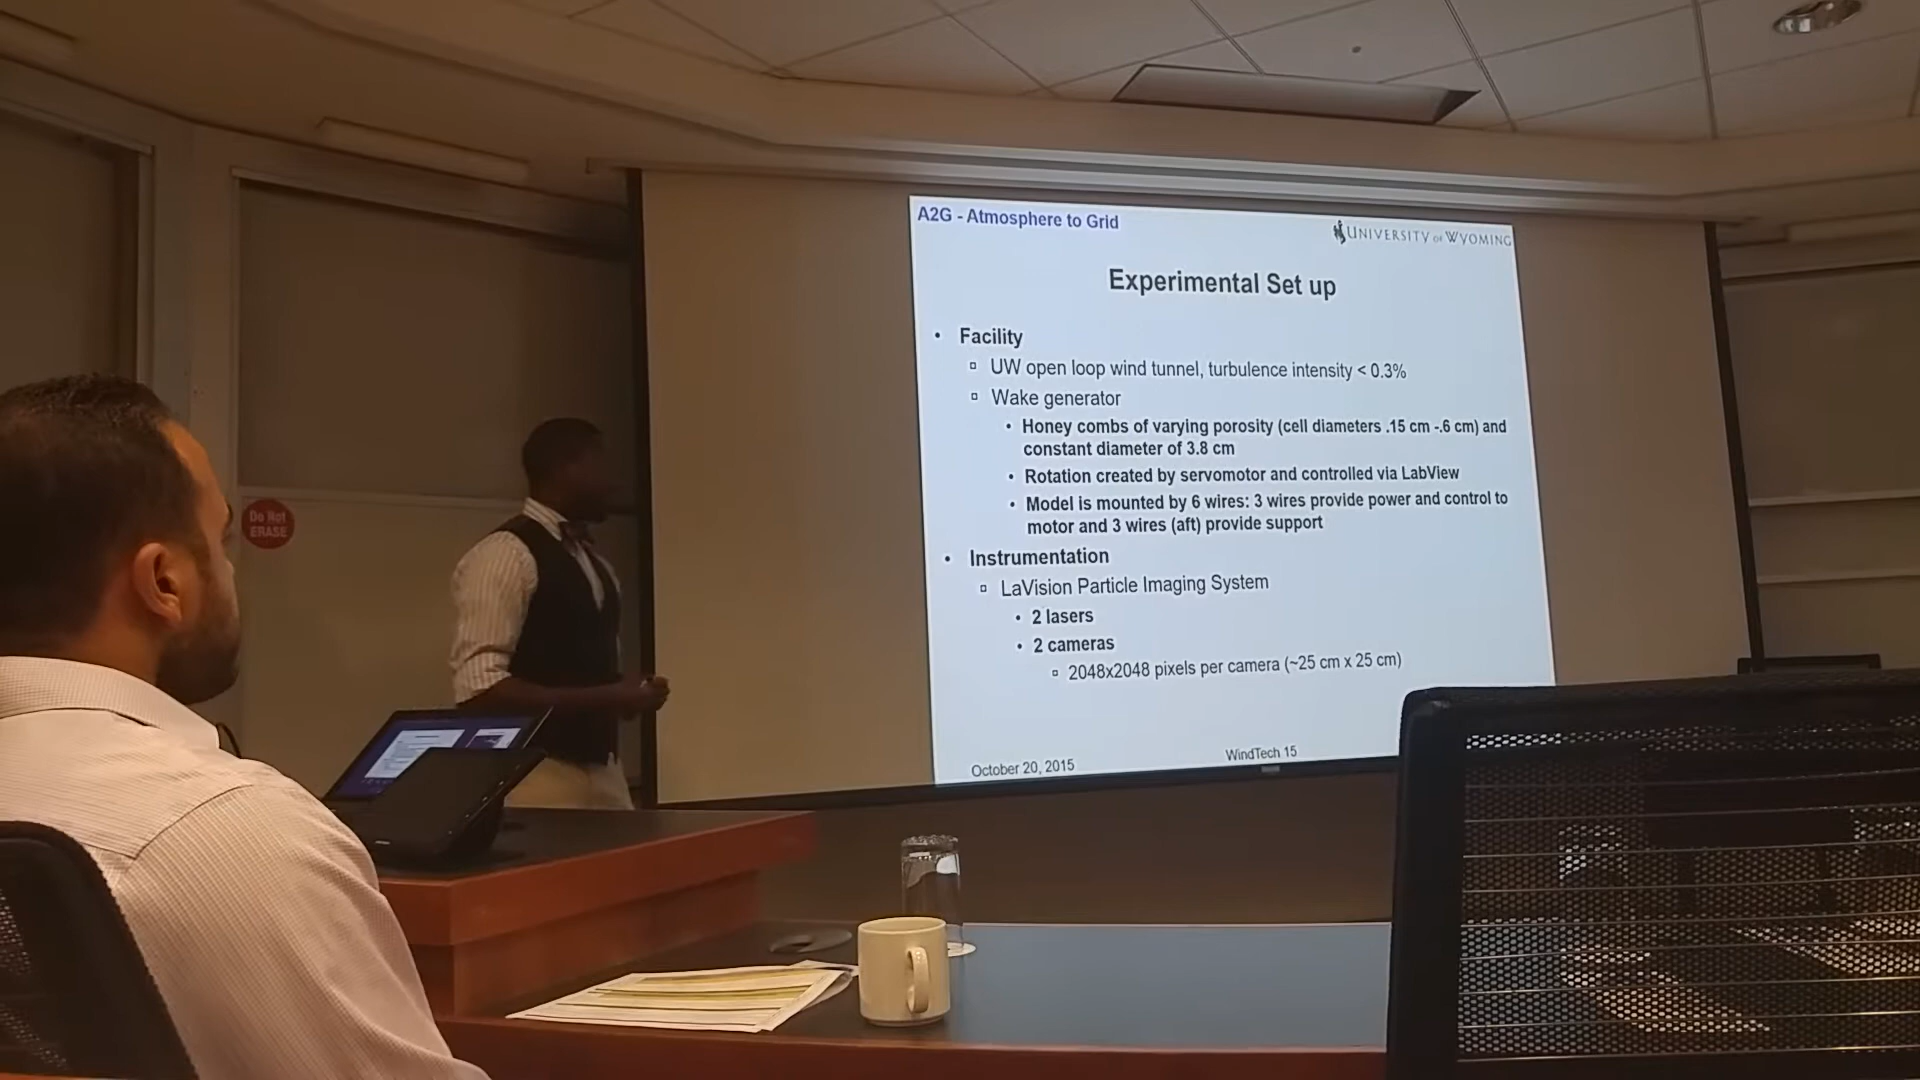 A2G - Atmosphere to Grid
UNIVERSITY OF WYOMING
Experimental Set up
• Facility
▫ UW open loop wind tunnel, turbulence intensity < 0.3%
▫ Wake generator
• Honey combs of varying porosity (cell diameters .15 cm -.6 cm) and
constant diameter of 3.8 cm
• Rotation created by servomotor and controlled via LabView
• Model is mounted by 6 wires: 3 wires provide power and control to
motor and 3 wires (aft) provide support
• Instrumentation
▫ LaVision Particle Imaging System
• 2 lasers
• 2 cameras
▫ 2048x2048 pixels per camera (~25 cm x 25 cm)
October 20, 2015
WindTech 15
Do Not
ERASE